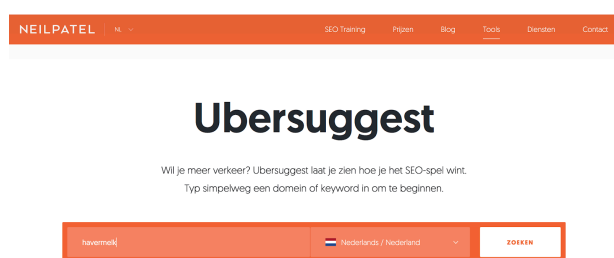 NEILPATEL NL SEO Training Prijzen Blog Tools Diensten Contact
Ubersuggest
Wil je meer verkeer? Ubersuggest laat je zien hoe je het SEO-spel wint.
Typ simpelweg een domein of keyword in om te beginnen.
havermelk Nederlands / Nederland ZOEKEN